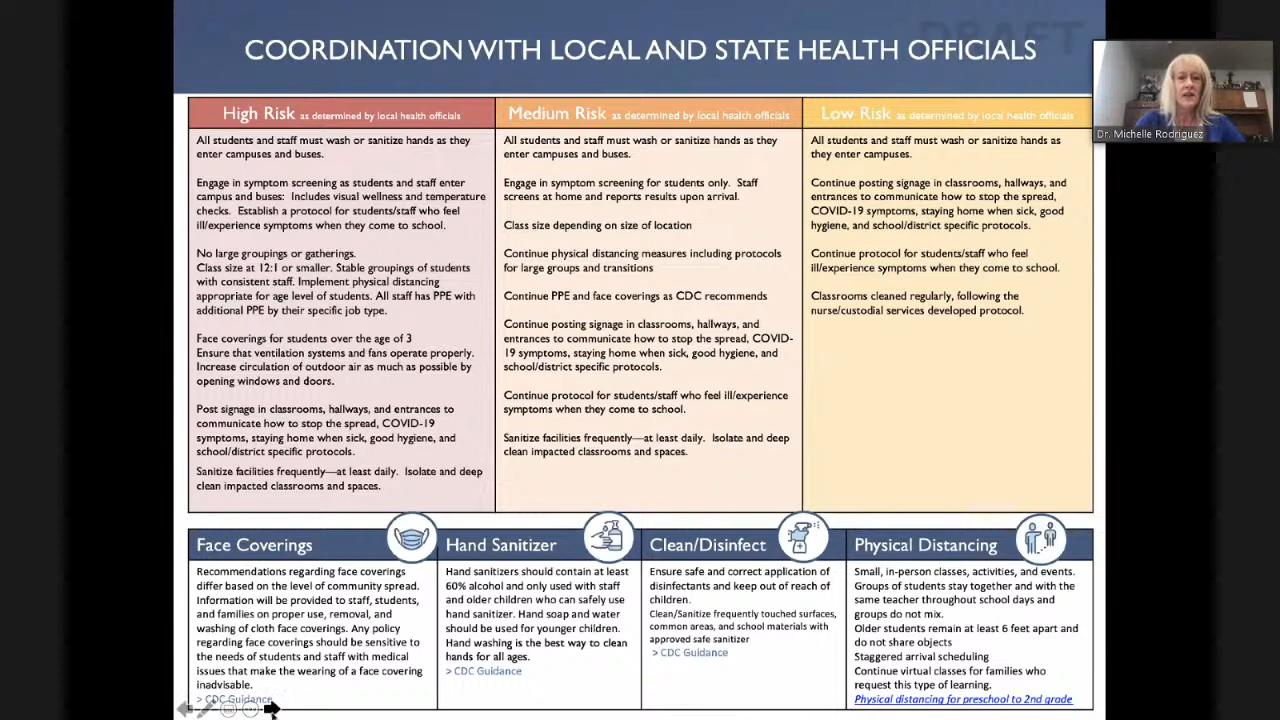 DRAFT
COORDINATION WITH LOCAL AND STATE HEALTH OFFICIALS
Dr. Michelle Rodriguez
High Risk as determined by local health officials
All students and staff must wash or sanitize hands as they
enter campuses and buses.
Engage in symptom screening as students and staff enter
campus and buses: Includes visual wellness and temperature
checks. Establish a protocol for students/staff who feel
ill/experience symptoms when they come to school.
No large groupings or gatherings.
Class size at 12:1 or smaller. Stable groupings of students
with consistent staff. Implement physical distancing
appropriate for age level of students. All staff has PPE with
additional PPE by their specific job type.
Face coverings for students over the age of 3
Ensure that ventilation systems and fans operate properly.
Increase circulation of outdoor air as much as possible by
opening windows and doors.
Post signage in classrooms, hallways, and entrances to
communicate how to stop the spread, COVID-19
symptoms, staying home when sick, good hygiene, and
school/district specific protocols.
Sanitize facilities frequently—at least daily. Isolate and deep
clean impacted classrooms and spaces.
Medium Risk as determined by local health officials
All students and staff must wash or sanitize hands as they
enter campuses and buses.
Engage in symptom screening for students only. Staff
screens at home and reports results upon arrival.
Class size depending on size of location
Continue physical distancing measures including protocols
for large groups and transitions
Continue PPE and face coverings as CDC recommends
Continue posting signage in classrooms, hallways, and
entrances to communicate how to stop the spread, COVID-
19 symptoms, staying home when sick, good hygiene, and
school/district specific protocols.
Continue protocol for students/staff who feel ill/experience
symptoms when they come to school.
Sanitize facilities frequently—at least daily. Isolate and deep
clean impacted classrooms and spaces.
Low Risk as determined by local health officials
All students and staff must wash or sanitize hands as
they enter campuses.
Continue posting signage in classrooms, hallways, and
entrances to communicate how to stop the spread,
COVID-19 symptoms, staying home when sick, good
hygiene, and school/district specific protocols.
Continue protocol for students/staff who feel
ill/experience symptoms when they come to school.
Classrooms cleaned regularly, following the
nurse/custodial services developed protocol.
Face Coverings
Recommendations regarding face coverings
differ based on the level of community spread.
Information will be provided to staff, students,
and families on proper use, removal, and
washing of cloth face coverings. Any policy
regarding face coverings should be sensitive to
the needs of students and staff with medical
issues that make the wearing of a face covering
inadvisable.
> CDC Guidance
Hand Sanitizer
Hand sanitizers should contain at least
60% alcohol and only used with staff
and older children who can safely use
hand sanitizer. Hand soap and water
should be used for younger children.
Hand washing is the best way to clean
hands for all ages.
> CDC Guidance
Clean/Disinfect
Ensure safe and correct application of
disinfectants and keep out of reach of
children.
Clean/Sanitize frequently touched surfaces,
common areas, and school materials with
approved safe sanitizer
> CDC Guidance
Physical Distancing
Small, in-person classes, activities, and events.
Groups of students stay together and with the
same teacher throughout school days and
groups do not mix.
Older students remain at least 6 feet apart and
do not share objects
Staggered arrival scheduling
Continue virtual classes for families who
request this type of learning.
Physical distancing for preschool to 2nd grade